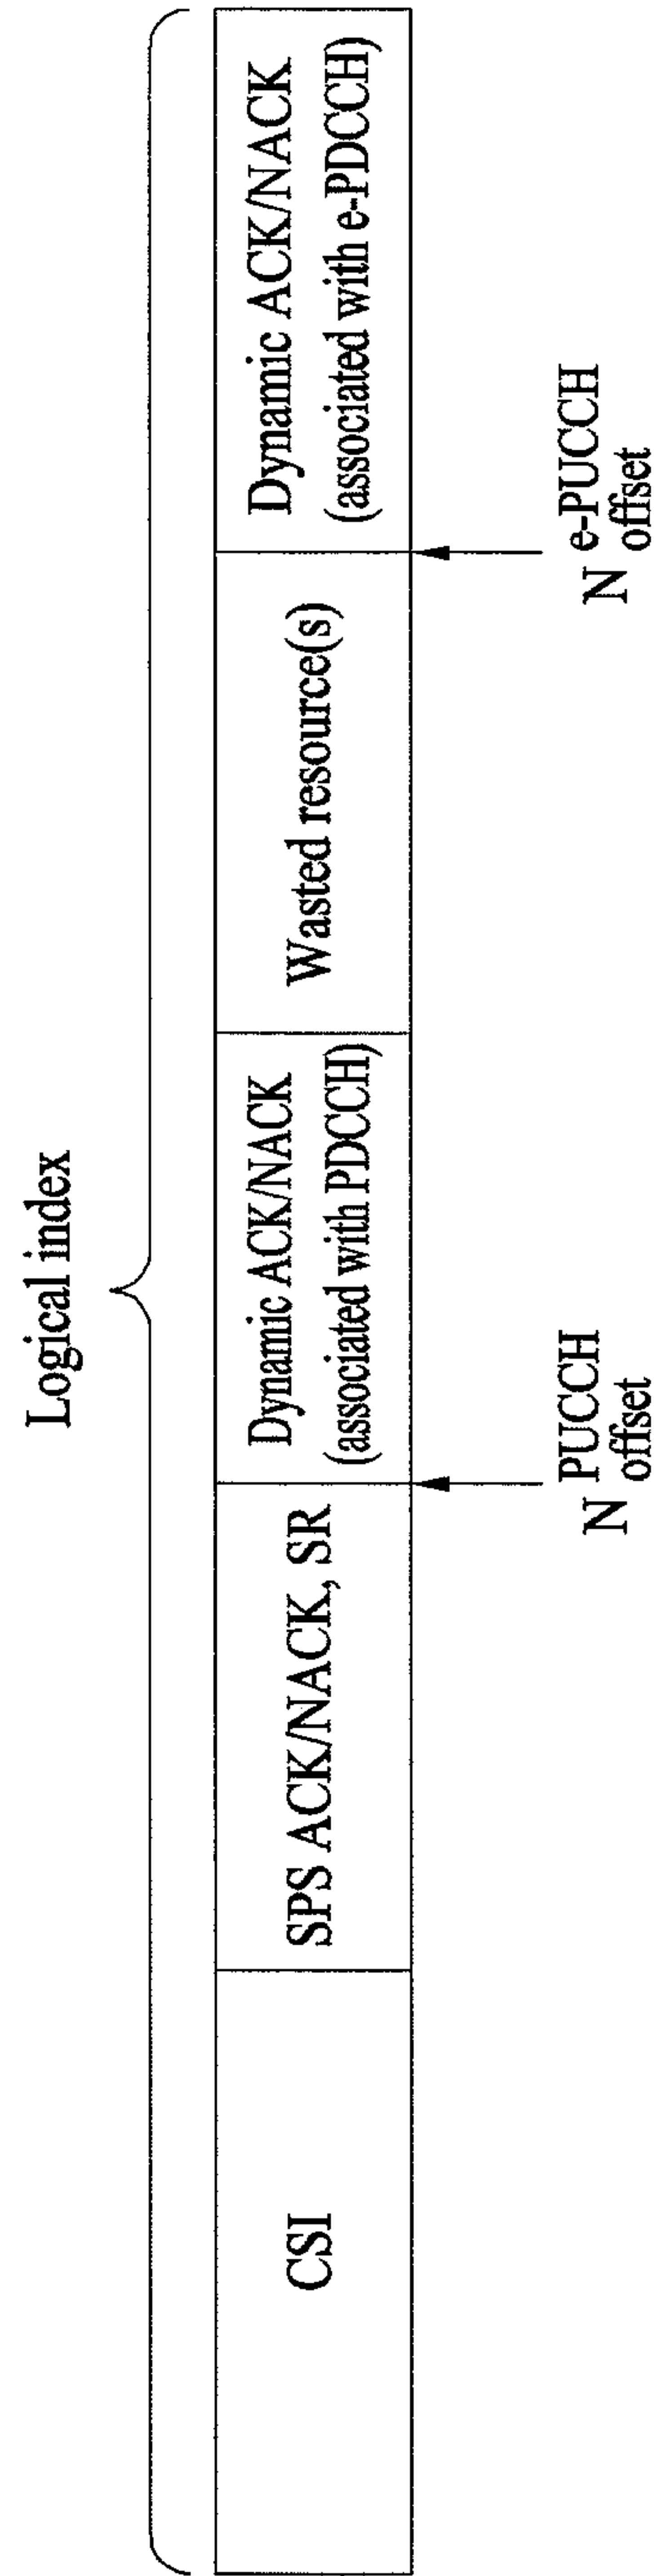 Logical index
CSI
SPS ACK/NACK, SR
Dynamic ACK/NACK
(associated with PDCCH)
Wasted resource(s)
Dynamic ACK/NACK
(associated with e-PDCCH)
N PUCCH
offset
N e-PUCCH
offset